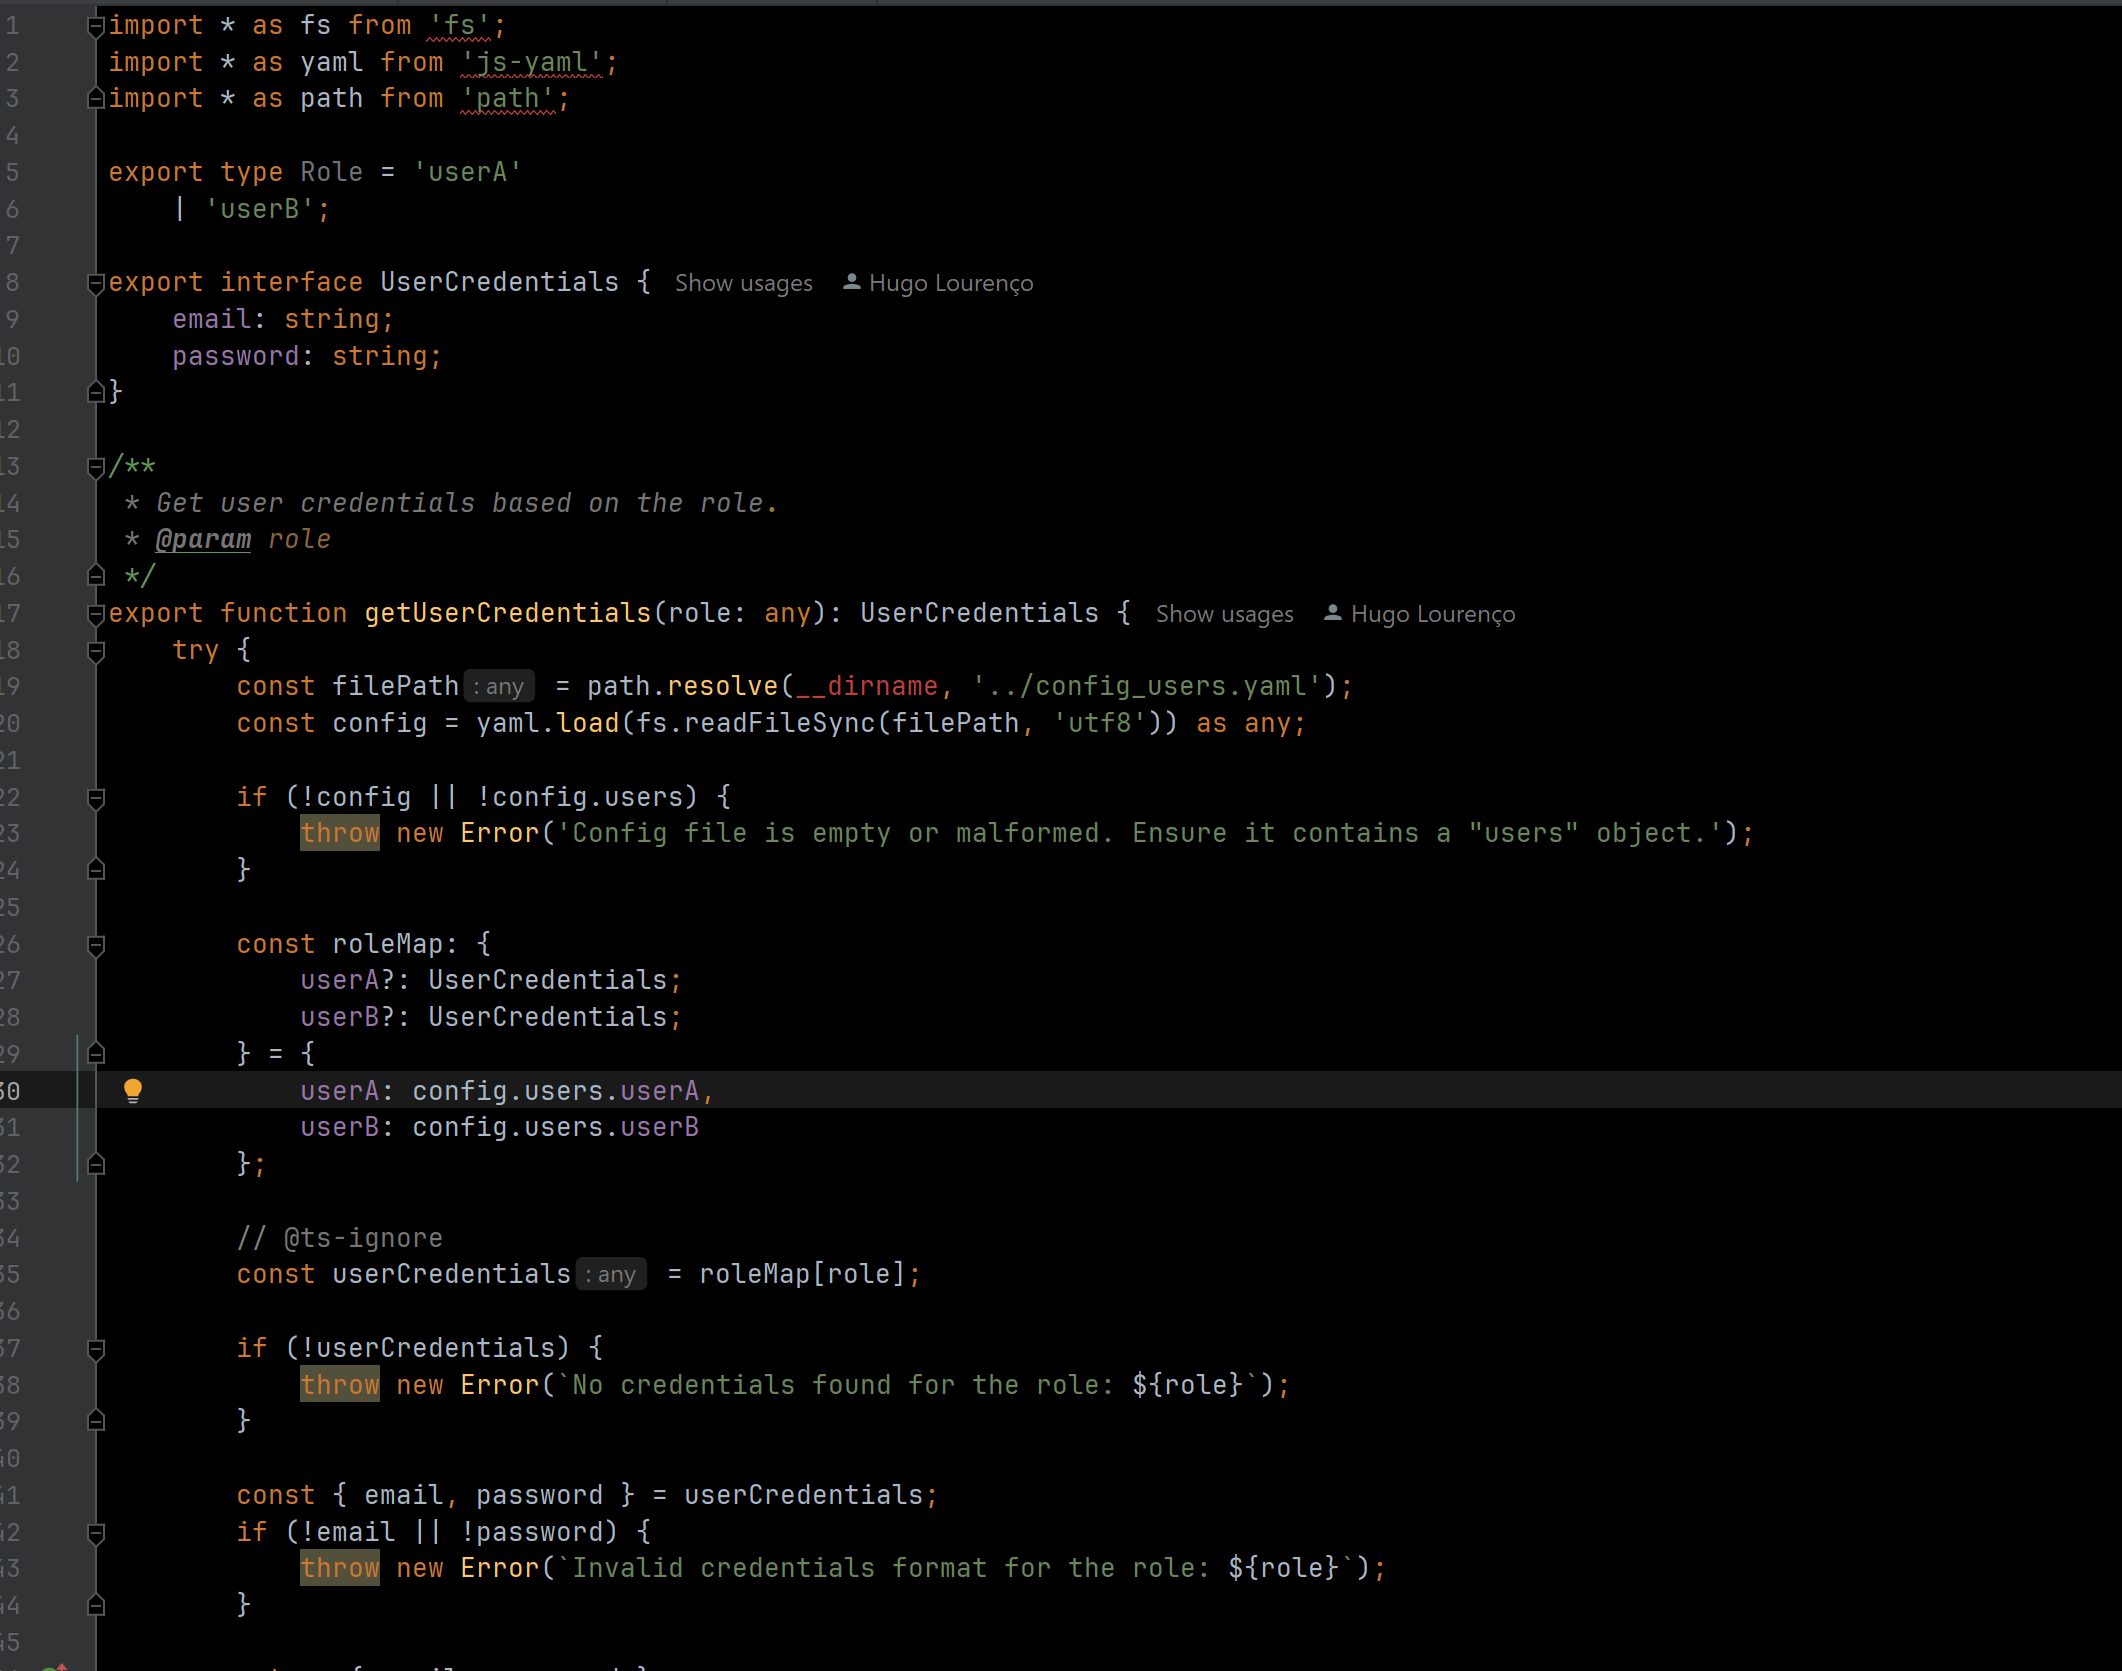 1 import * as fs from 'fs';
2 import * as yaml from 'js-yaml';
3 import * as path from 'path';
4
5 export type Role = 'userA'
6 | 'userB';
7
8 export interface UserCredentials { Show usages Hugo Lourenço
9 email: string;
10 password: string;
11 }
12
13 /**
14 * Get user credentials based on the role.
15 * @param role
16 */
17 export function getUserCredentials(role: any): UserCredentials { Show usages Hugo Lourenço
18 try {
19 const filePath : any = path.resolve(__dirname, '../config_users.yaml');
20 const config = yaml.load(fs.readFileSync(filePath, 'utf8')) as any;
21
22 if (!config || !config.users) {
23 throw new Error('Config file is empty or malformed. Ensure it contains a "users" object.');
24 }
25
26 const roleMap: {
27 userA?: UserCredentials;
28 userB?: UserCredentials;
29 } = {
30 userA: config.users.userA,
31 userB: config.users.userB
32 };
33
34 // @ts-ignore
35 const userCredentials : any = roleMap[role];
36
37 if (!userCredentials) {
38 throw new Error(`No credentials found for the role: ${role}`);
39 }
40
41 const { email, password } = userCredentials;
42 if (!email || !password) {
43 throw new Error(`Invalid credentials format for the role: ${role}`);
44 }
45